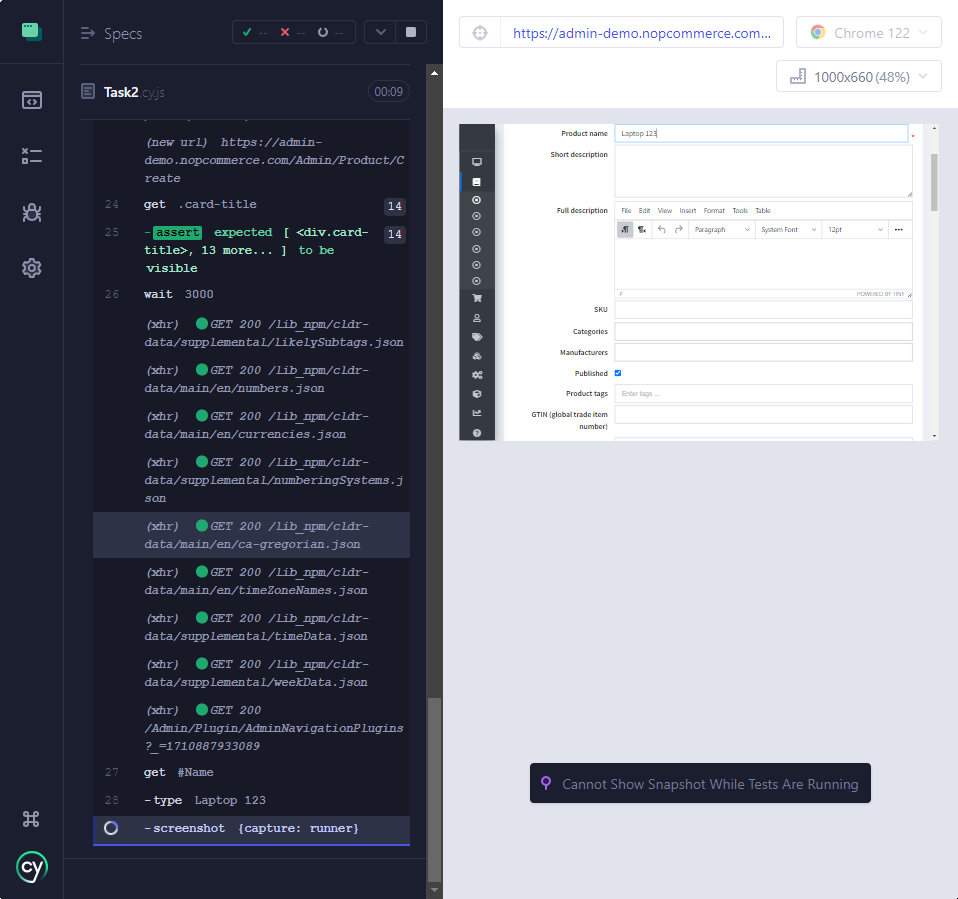 Specs
-- -- --
https://admin-demo.nopcommerce.com...
Chrome 122
1000x660 (48%)
Task2.cy.js
00:09
(new url) https://admin-
demo.nopcommerce.com/Admin/Product/C
reate
24 get .card-title 14
25 -assert expected [ <div.card- 14
title>, 13 more... ] to be
visible
26 wait 3000
(xhr) GET 200 /lib_npm/cldr-
data/supplemental/likelySubtags.json
(xhr) GET 200 /lib_npm/cldr-
data/main/en/numbers.json
(xhr) GET 200 /lib_npm/cldr-
data/main/en/currencies.json
(xhr) GET 200 /lib_npm/cldr-
data/supplemental/numberingSystems.j
son
(xhr) GET 200 /lib_npm/cldr-
data/main/en/ca-gregorian.json
(xhr) GET 200 /lib_npm/cldr-
data/main/en/timeZoneNames.json
(xhr) GET 200 /lib_npm/cldr-
data/supplemental/timeData.json
(xhr) GET 200 /lib_npm/cldr-
data/supplemental/weekData.json
(xhr) GET 200
/Admin/Plugin/AdminNavigationPlugins
?_=1710887933089
27 get #Name
28 -type Laptop 123
-screenshot {capture: runner}
cy
Product name Laptop 123 *
Short description
Full description File Edit View Insert Format Tools Table
Paragraph System Font 12pt ...
P POWERED BY TINY
SKU
Categories
Manufacturers
Published
Product tags Enter tags ...
GTIN (global trade item
number)
Cannot Show Snapshot While Tests Are Running